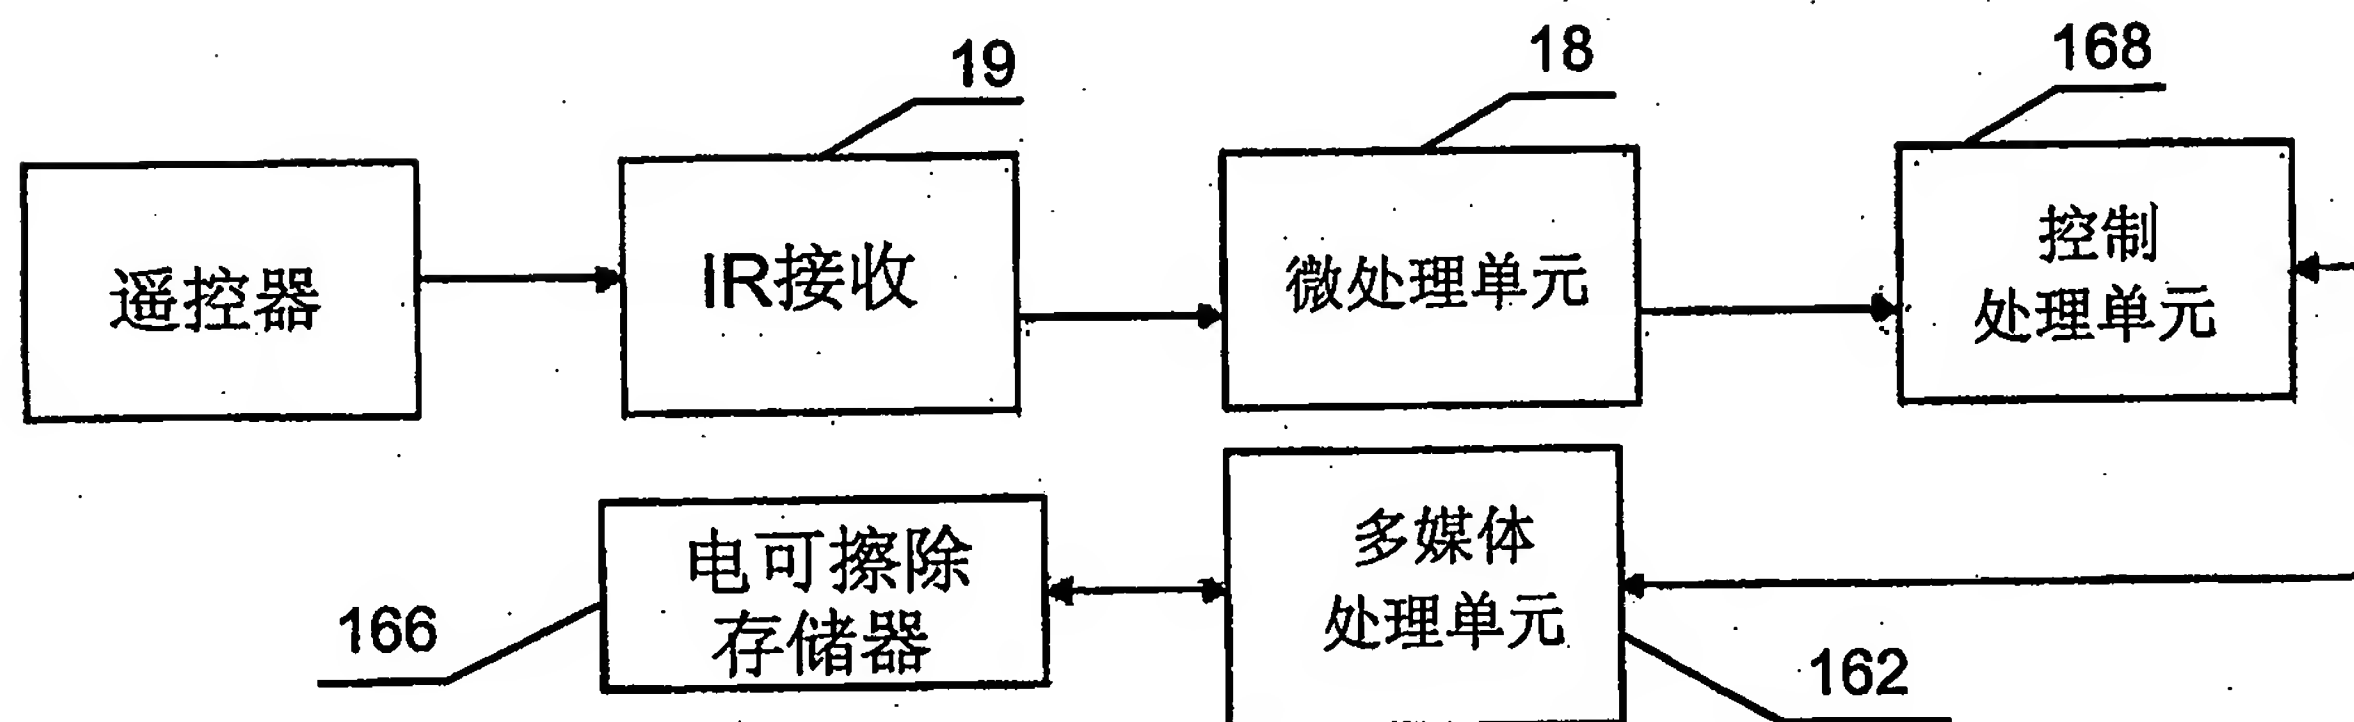 19
18
168
遥控器
IR接收
微处理单元
控制
处理单元
电可擦除
存储器
多媒体
处理单元
166
162